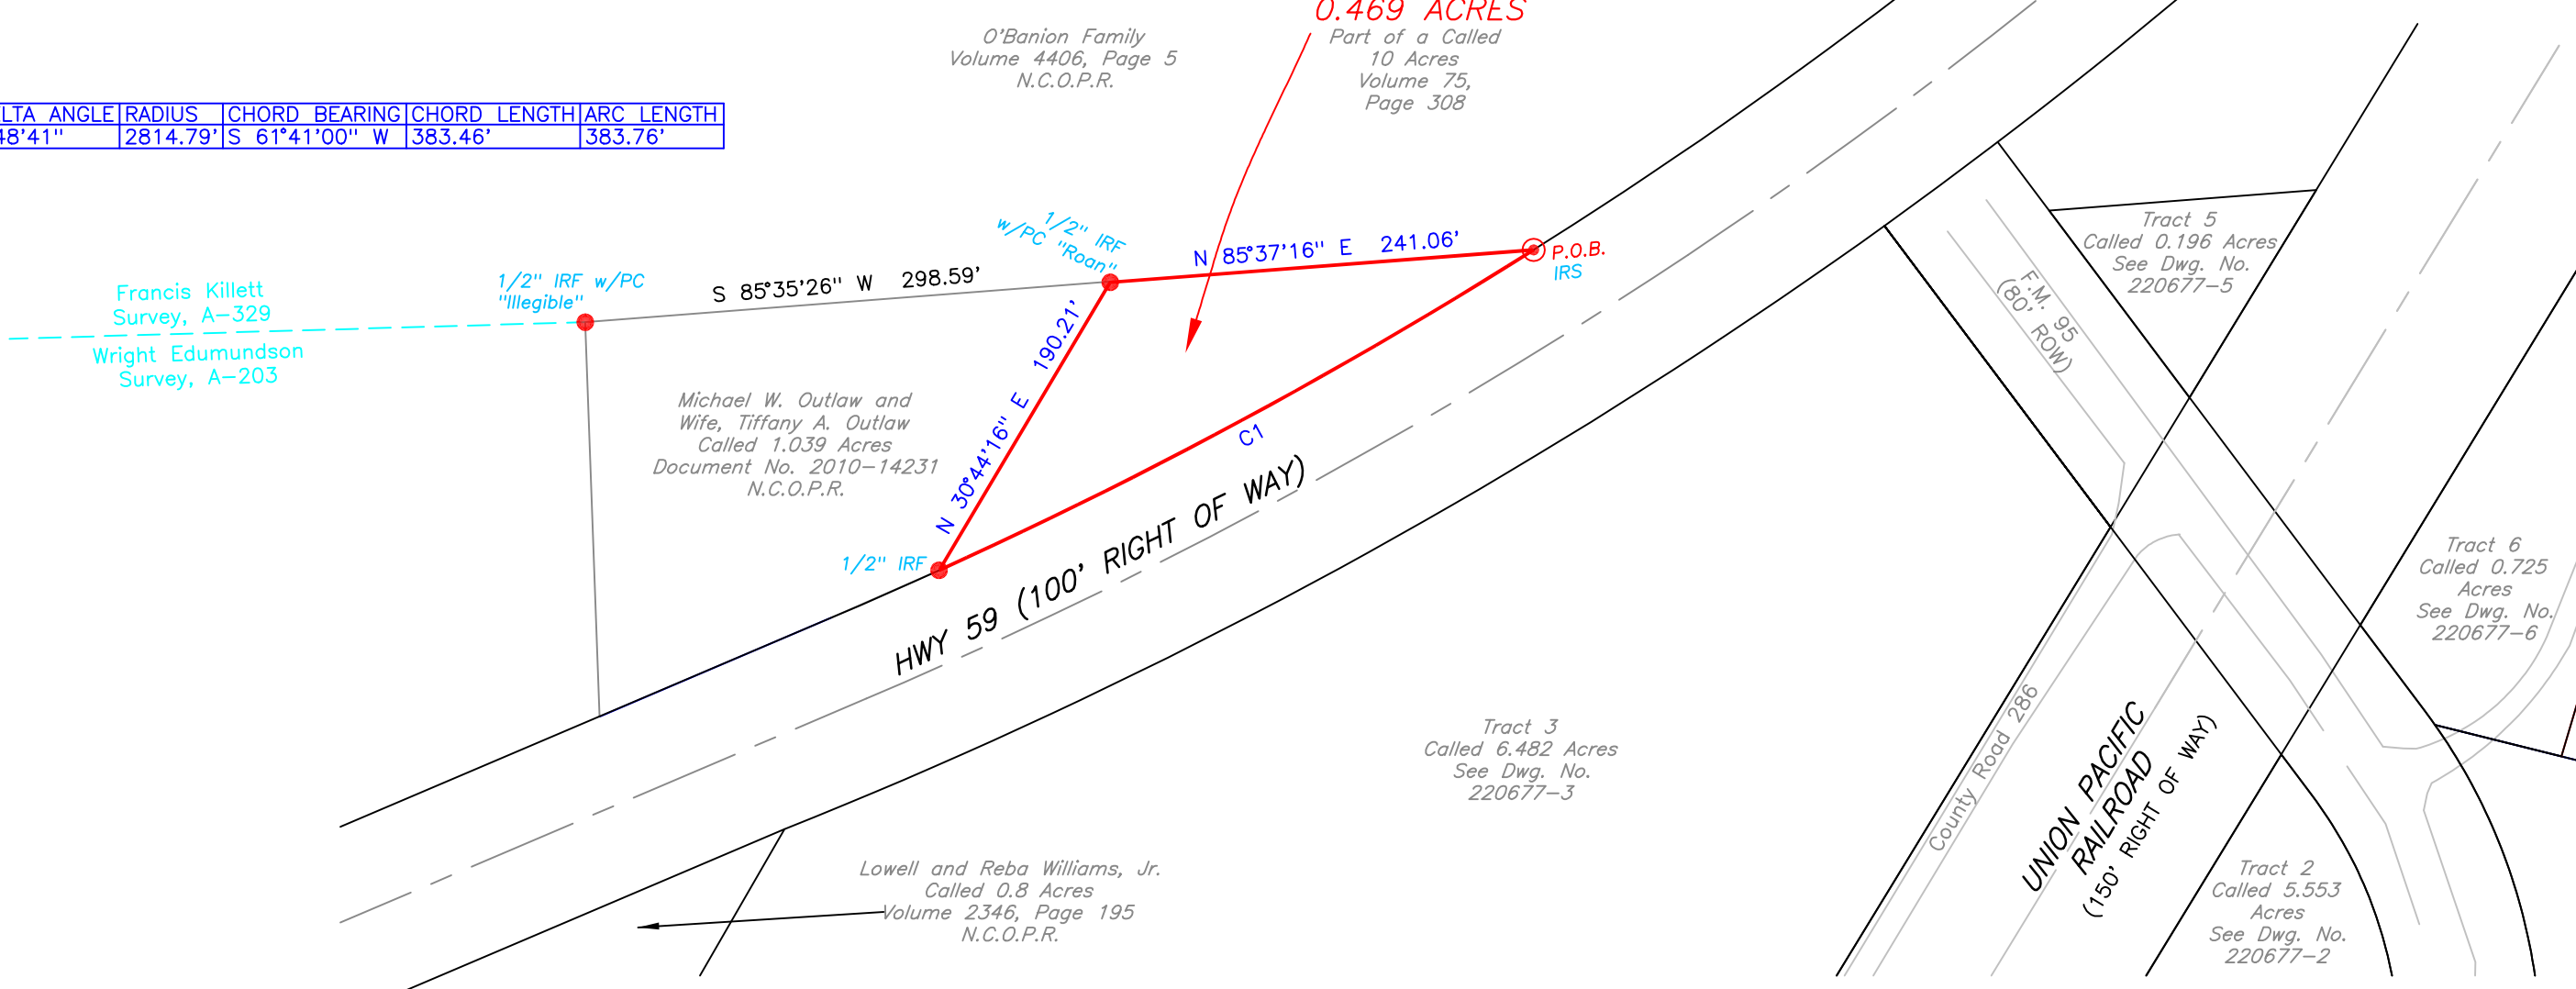 0.469 ACRES
Part of a Called
10 Acres
Volume 75,
Page 308
O'Banion Family
Volume 4406, Page 5
N.C.O.P.R.
LTA ANGLE RADIUS CHORD BEARING CHORD LENGTH ARC LENGTH
48'41" 2814.79' S 61°41'00" W 383.46' 383.76'
1/2" IRF
w/PC "Roan"
N 85°37'16" E 241.06'
P.O.B.
IRS
1/2" IRF w/PC
"Illegible"
S 85°35'26" W 298.59'
Francis Killett
Survey, A-329
Wright Edumundson
Survey, A-203
N 30°44'16" E 190.21'
Michael W. Outlaw and
Wife, Tiffany A. Outlaw
Called 1.039 Acres
Document No. 2010-14231
N.C.O.P.R.
C1
1/2" IRF
HWY 59 (100' RIGHT OF WAY)
Tract 5
Called 0.196 Acres
See Dwg. No.
220677-5
F.M. 95
(80' ROW)
Tract 6
Called 0.725
Acres
See Dwg. No.
220677-6
Tract 3
Called 6.482 Acres
See Dwg. No.
220677-3
County Road 286
UNION PACIFIC
RAILROAD
(150' RIGHT OF WAY)
Lowell and Reba Williams, Jr.
Called 0.8 Acres
Volume 2346, Page 195
N.C.O.P.R.
Tract 2
Called 5.553
Acres
See Dwg. No.
220677-2